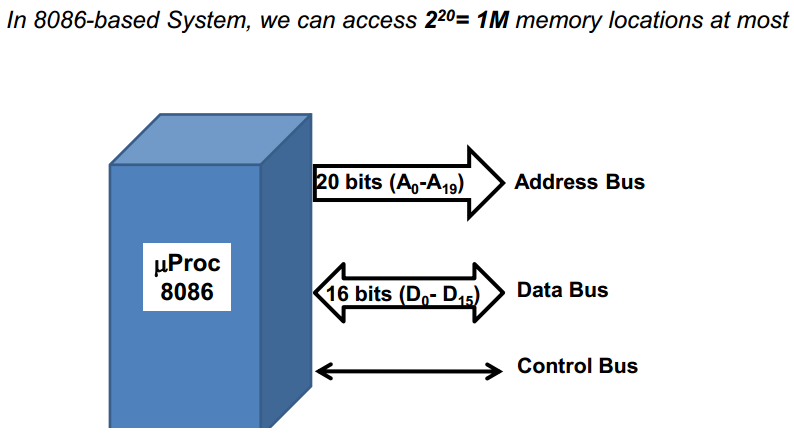 In 8086-based System, we can access 2²⁰= 1M memory locations at most
20 bits (A₀-A₁₉)
Address Bus
μProc
8086
16 bits (D₀- D₁₅)
Data Bus
Control Bus